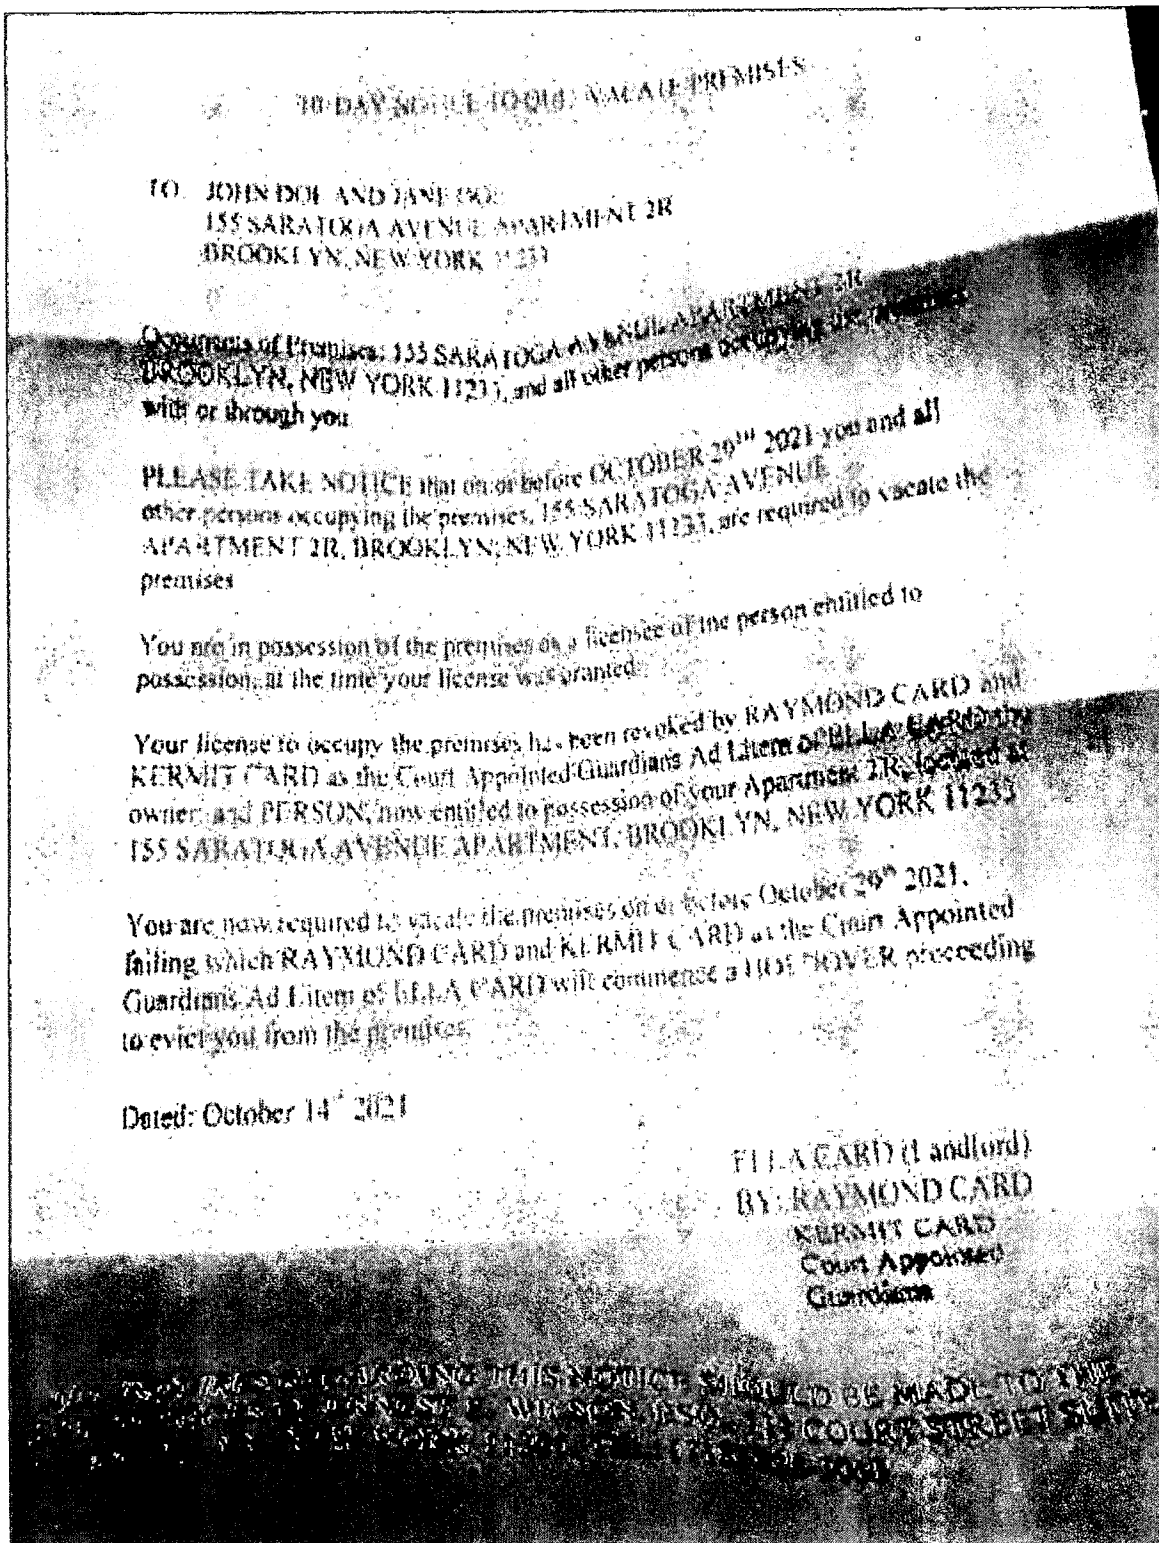 10-DAY NOTICE TO QUIT VACATE PREMISES
TO: JOHN DOE AND JANE DOE
155 SARATOGA AVENUE APARTMENT 2R
BROOKLYN, NEW YORK 11233
Occupants of Premises: 155 SARATOGA AVENUE APARTMENT 2R
BROOKLYN, NEW YORK 11233, and all other persons occupying the premises
with or through you
PLEASE TAKE NOTICE that on or before OCTOBER 29TH 2021 you and all
other persons occupying the premises, 155 SARATOGA AVENUE
APARTMENT 2R, BROOKLYN, NEW YORK 11233, are required to vacate the
premises
You are in possession of the premises as a licensee of the person entitled to
possession, at the time your license was granted.
Your license to occupy the premises has been revoked by RAYMOND CARD and
KERMIT CARD as the Court Appointed Guardians Ad Litem of ELLA CARD the
owner, and PERSON, now entitled to possession of your Apartment 2R, located at
155 SARATOGA AVENUE APARTMENT, BROOKLYN, NEW YORK 11233
You are now required to vacate the premises on or before October 29th 2021,
failing which RAYMOND CARD and KERMIT CARD as the Court Appointed
Guardians Ad Litem of ELLA CARD will commence a HOLDOVER proceeding
to evict you from the premises.
Dated: October 14th 2021
ELLA CARD (Landlord)
BY: RAYMOND CARD
KERMIT CARD
Court Appointed
Guardians
THIS NOTICE SHOULD BE MADE TO THE
WILSON, ESQ. COURT STREET SUITE